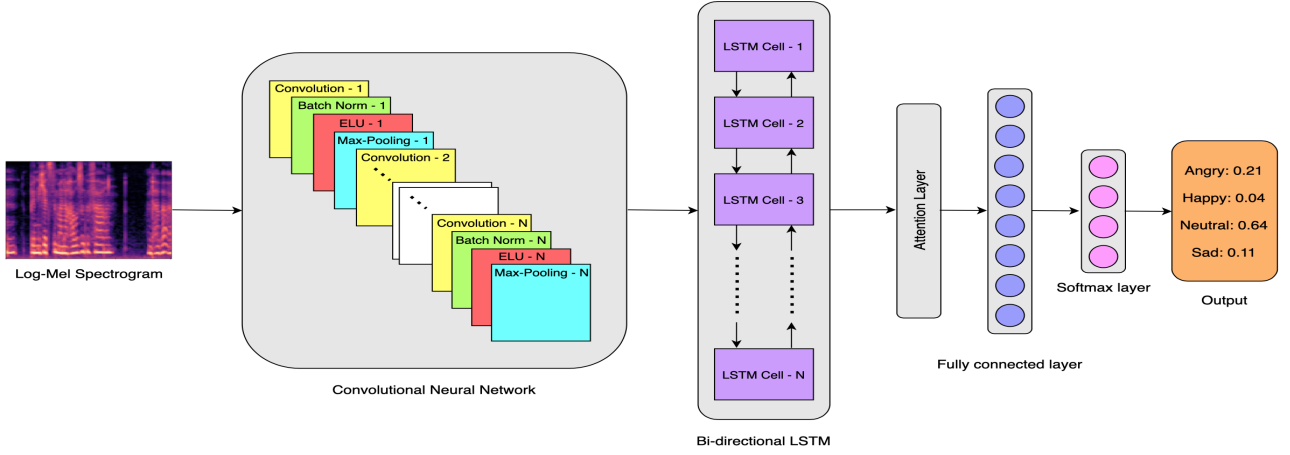 Log-Mel Spectrogram
Convolution - 1
Batch Norm - 1
ELU - 1
Max-Pooling - 1
Convolution - 2
Convolution - N
Batch Norm - N
ELU - N
Max-Pooling - N
Convolutional Neural Network
LSTM Cell - 1
LSTM Cell - 2
LSTM Cell - 3
LSTM Cell - N
Bi-directional LSTM
Attention Layer
Fully connected layer
Softmax layer
Angry: 0.21
Happy: 0.04
Neutral: 0.64
Sad: 0.11
Output